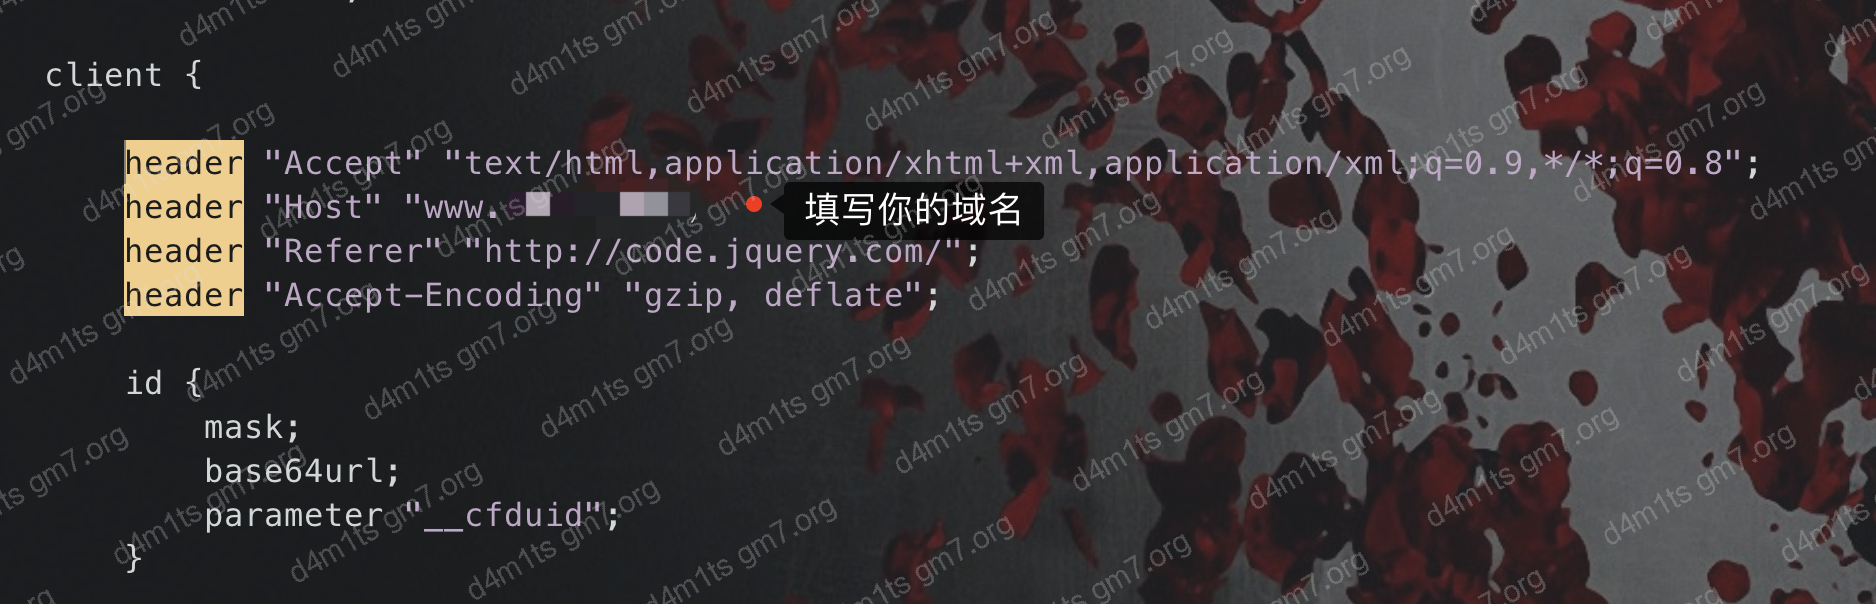 client {
header "Accept" "text/html,application/xhtml+xml,application/xml;q=0.9,*/*;q=0.8";
header "Host" "www.
填写你的域名
header "Referer" "http://code.jquery.com/";
header "Accept-Encoding" "gzip, deflate";
id {
mask;
base64url;
parameter "__cfduid";
}
d4m1ts gm7.org